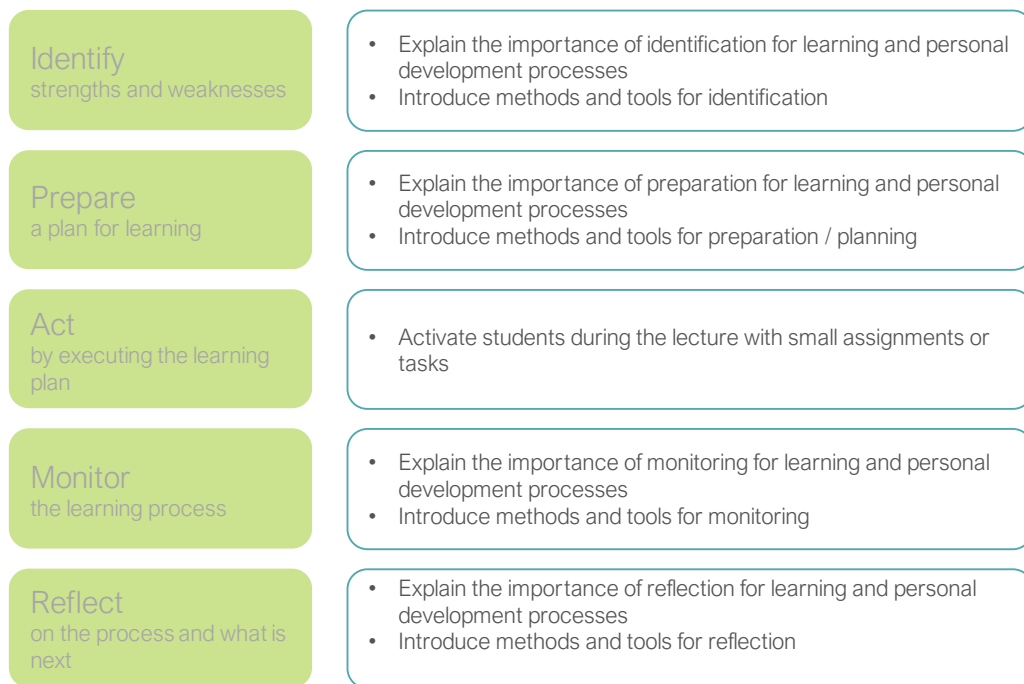 Identify
strengths and weaknesses
• Explain the importance of identification for learning and personal
development processes
• Introduce methods and tools for identification
Prepare
a plan for learning
• Explain the importance of preparation for learning and personal
development processes
• Introduce methods and tools for preparation / planning
Act
by executing the learning
plan
• Activate students during the lecture with small assignments or
tasks
Monitor
the learning process
• Explain the importance of monitoring for learning and personal
development processes
• Introduce methods and tools for monitoring
Reflect
on the process and what is
next
• Explain the importance of reflection for learning and personal
development processes
• Introduce methods and tools for reflection